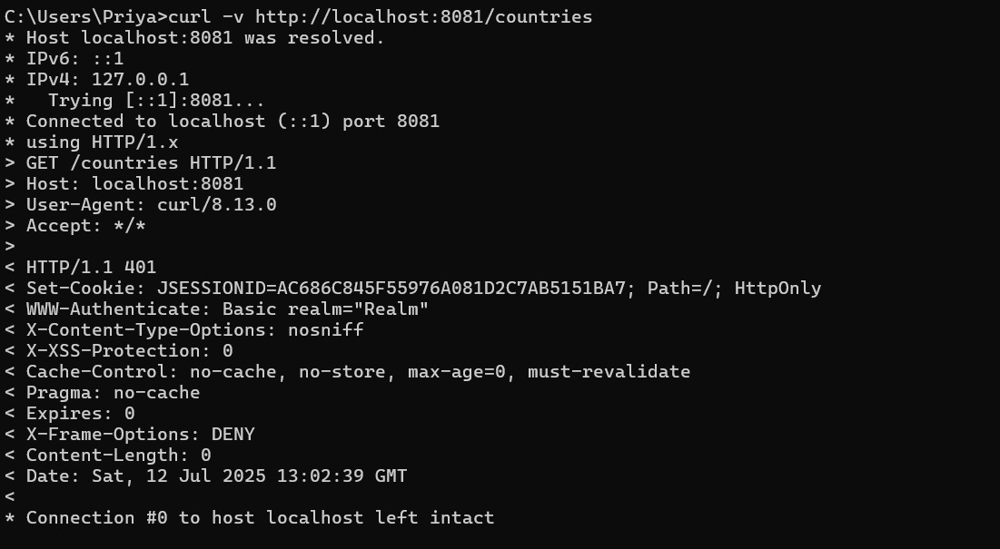 C:\Users\Priya>curl -v http://localhost:8081/countries
* Host localhost:8081 was resolved.
* IPv6: ::1
* IPv4: 127.0.0.1
*   Trying [::1]:8081...
* Connected to localhost (::1) port 8081
* using HTTP/1.x
> GET /countries HTTP/1.1
> Host: localhost:8081
> User-Agent: curl/8.13.0
> Accept: */*
>
< HTTP/1.1 401
< Set-Cookie: JSESSIONID=AC686C845F55976A081D2C7AB5151BA7; Path=/; HttpOnly
< WWW-Authenticate: Basic realm="Realm"
< X-Content-Type-Options: nosniff
< X-XSS-Protection: 0
< Cache-Control: no-cache, no-store, max-age=0, must-revalidate
< Pragma: no-cache
< Expires: 0
< X-Frame-Options: DENY
< Content-Length: 0
< Date: Sat, 12 Jul 2025 13:02:39 GMT
<
* Connection #0 to host localhost left intact